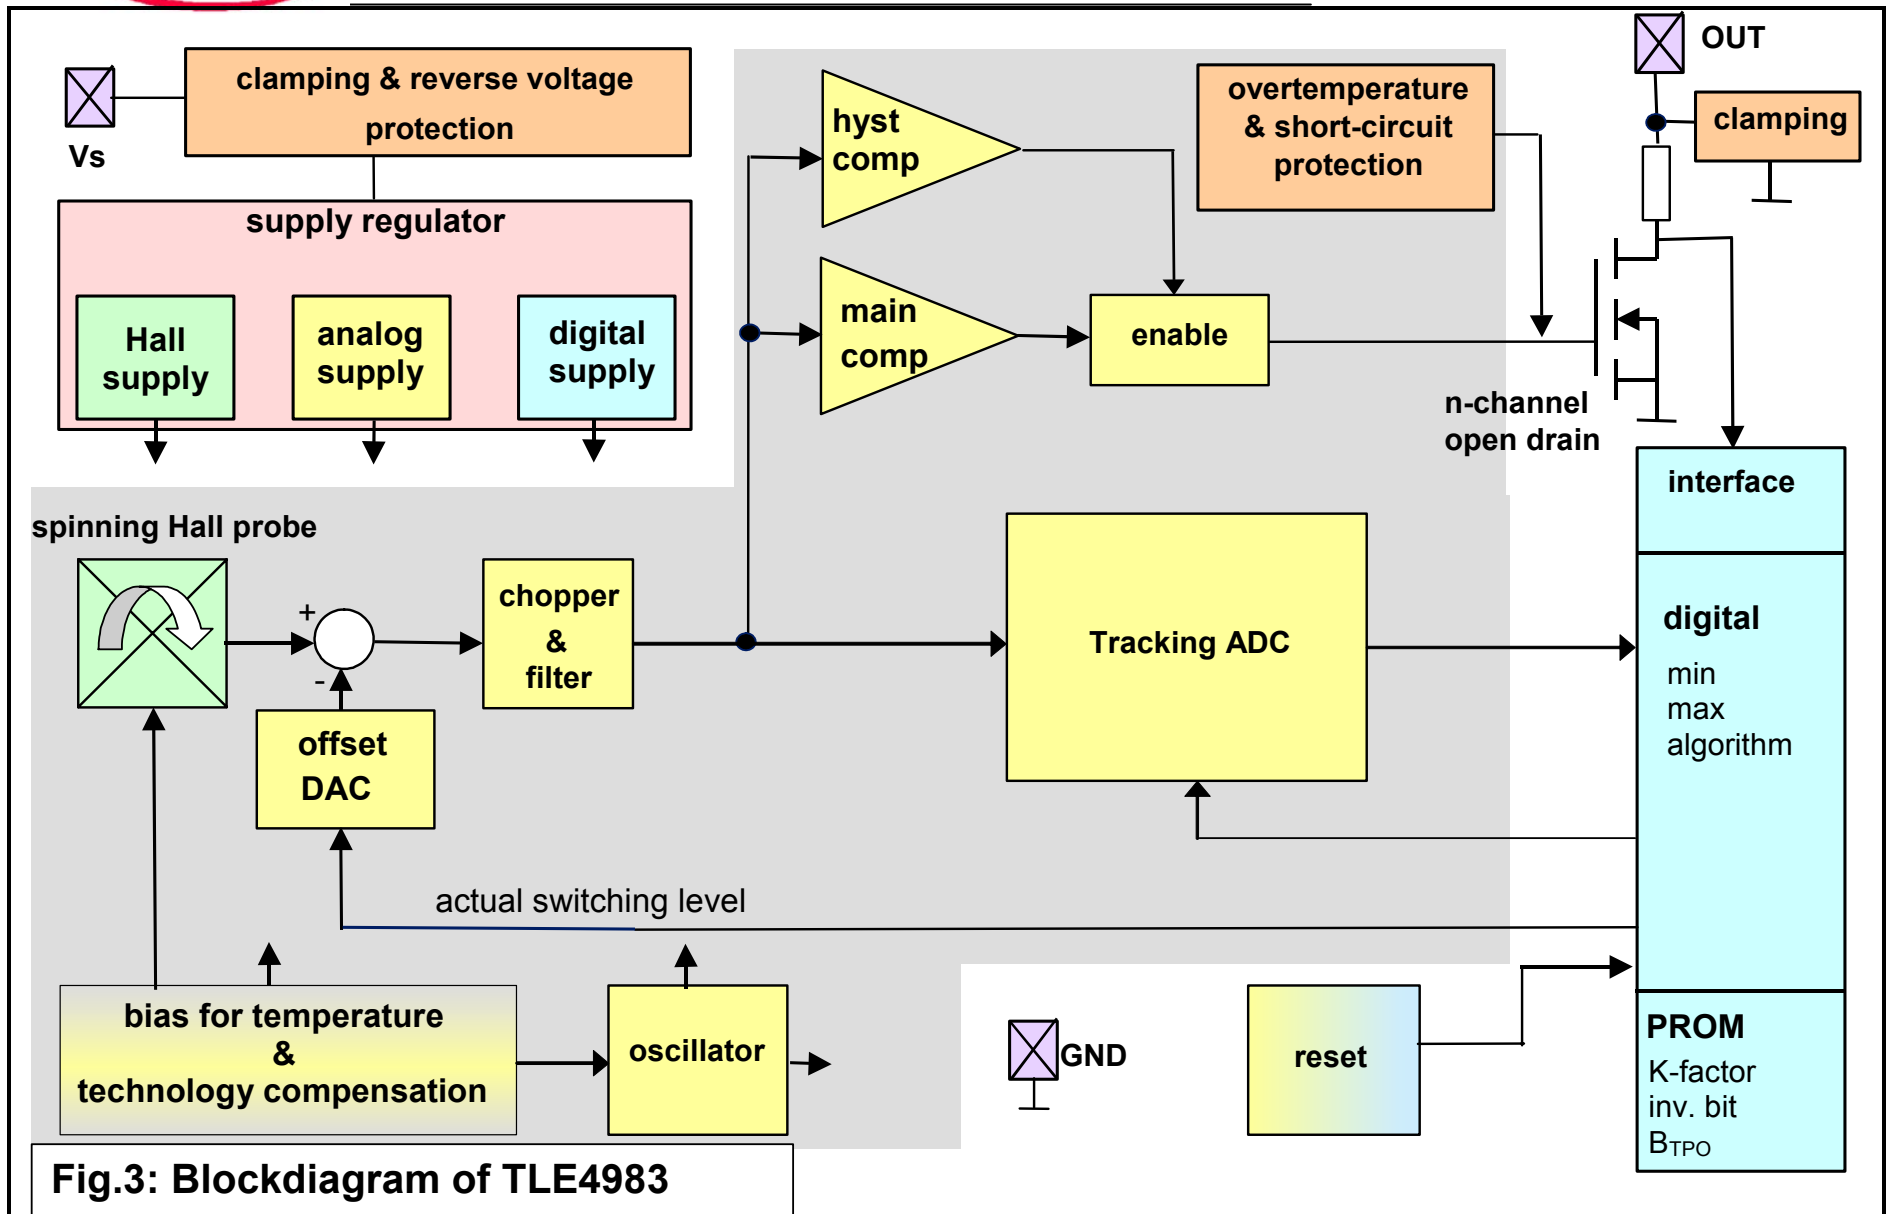 OUT
clamping & reverse voltage
protection
Vs
overtemperature
& short-circuit
protection
clamping
hyst
comp
supply regulator
Hall
supply
analog
supply
digital
supply
main
comp
enable
n-channel
open drain
interface
spinning Hall probe
+
-
chopper
&
filter
Tracking ADC
digital
min
max
algorithm
offset
DAC
actual switching level
bias for temperature
&
technology compensation
oscillator
GND
reset
PROM
K-factor
inv. bit
BTPO
Fig.3: Blockdiagram of TLE4983